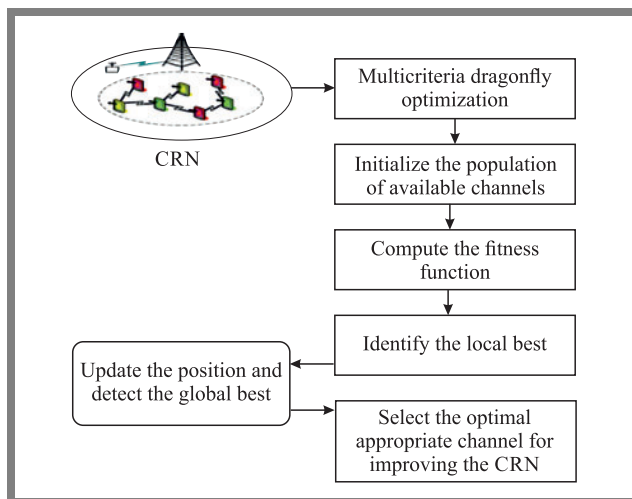 CRN
Multicriteria dragonfly
optimization
Initialize the population
of available channels
Compute the fitness
function
Identify the local best
Update the position and
detect the global best
Select the optimal
appropriate channel for
improving the CRN